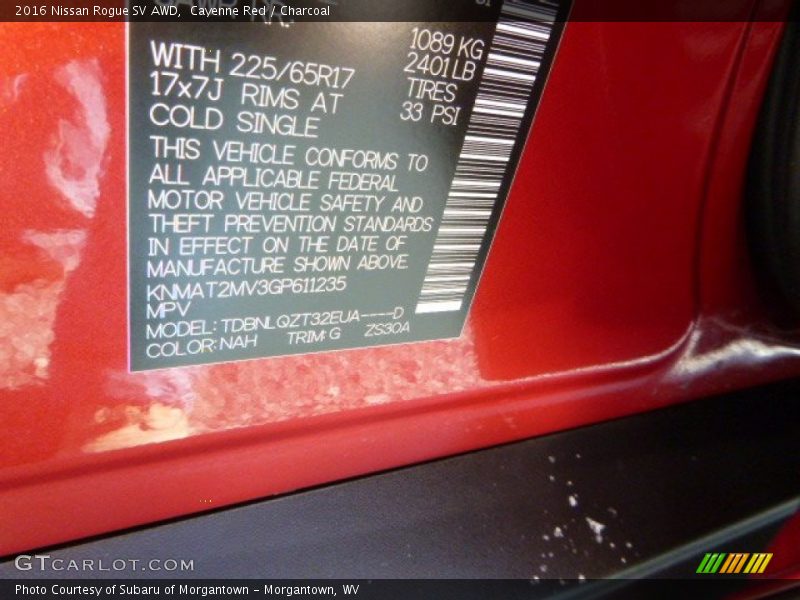 2016 Nissan Rogue SV AWD, Cayenne Red / Charcoal
1089 KG
WITH 225/65R17 2401 LB
17x7J RIMS AT TIRES
COLD SINGLE 33 PSI
THIS VEHICLE CONFORMS TO
ALL APPLICABLE FEDERAL
MOTOR VEHICLE SAFETY AND
THEFT PREVENTION STANDARDS
IN EFFECT ON THE DATE OF
MANUFACTURE SHOWN ABOVE.
KNMAT2MV3GP611235
MPV
MODEL: TDBNLQZT32EUA----D
COLOR: NAH TRIM: G ZS30A
GTCARLOT.COM
Photo Courtesy of Subaru of Morgantown - Morgantown, WV